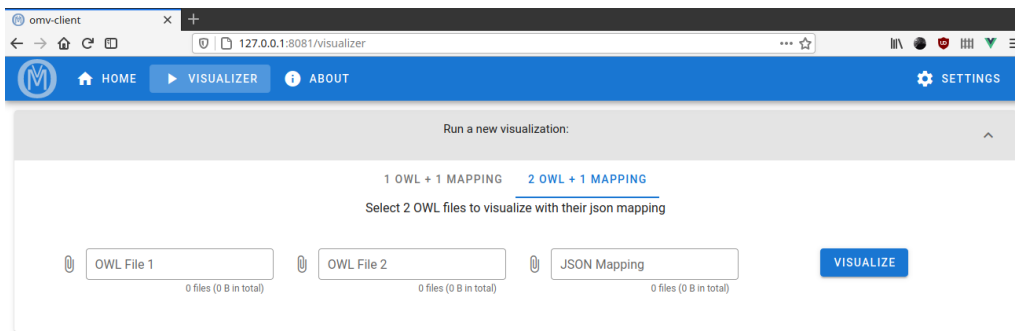 omv-client
127.0.0.1:8081/visualizer
HOME VISUALIZER ABOUT SETTINGS
Run a new visualization:
1 OWL + 1 MAPPING 2 OWL + 1 MAPPING
Select 2 OWL files to visualize with their json mapping
OWL File 1 OWL File 2 JSON Mapping VISUALIZE
0 files (0 B in total) 0 files (0 B in total) 0 files (0 B in total)